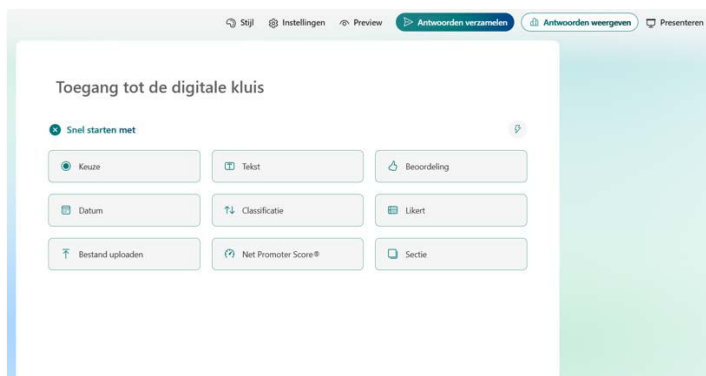 Stijl Instellingen Preview Antwoorden verzamelen Antwoorden weergeven Presenteren
Toegang tot de digitale kluis
Snel starten met
Keuze Tekst Beoordeling
Datum Classificatie Likert
Bestand uploaden Net Promoter Score® Sectie